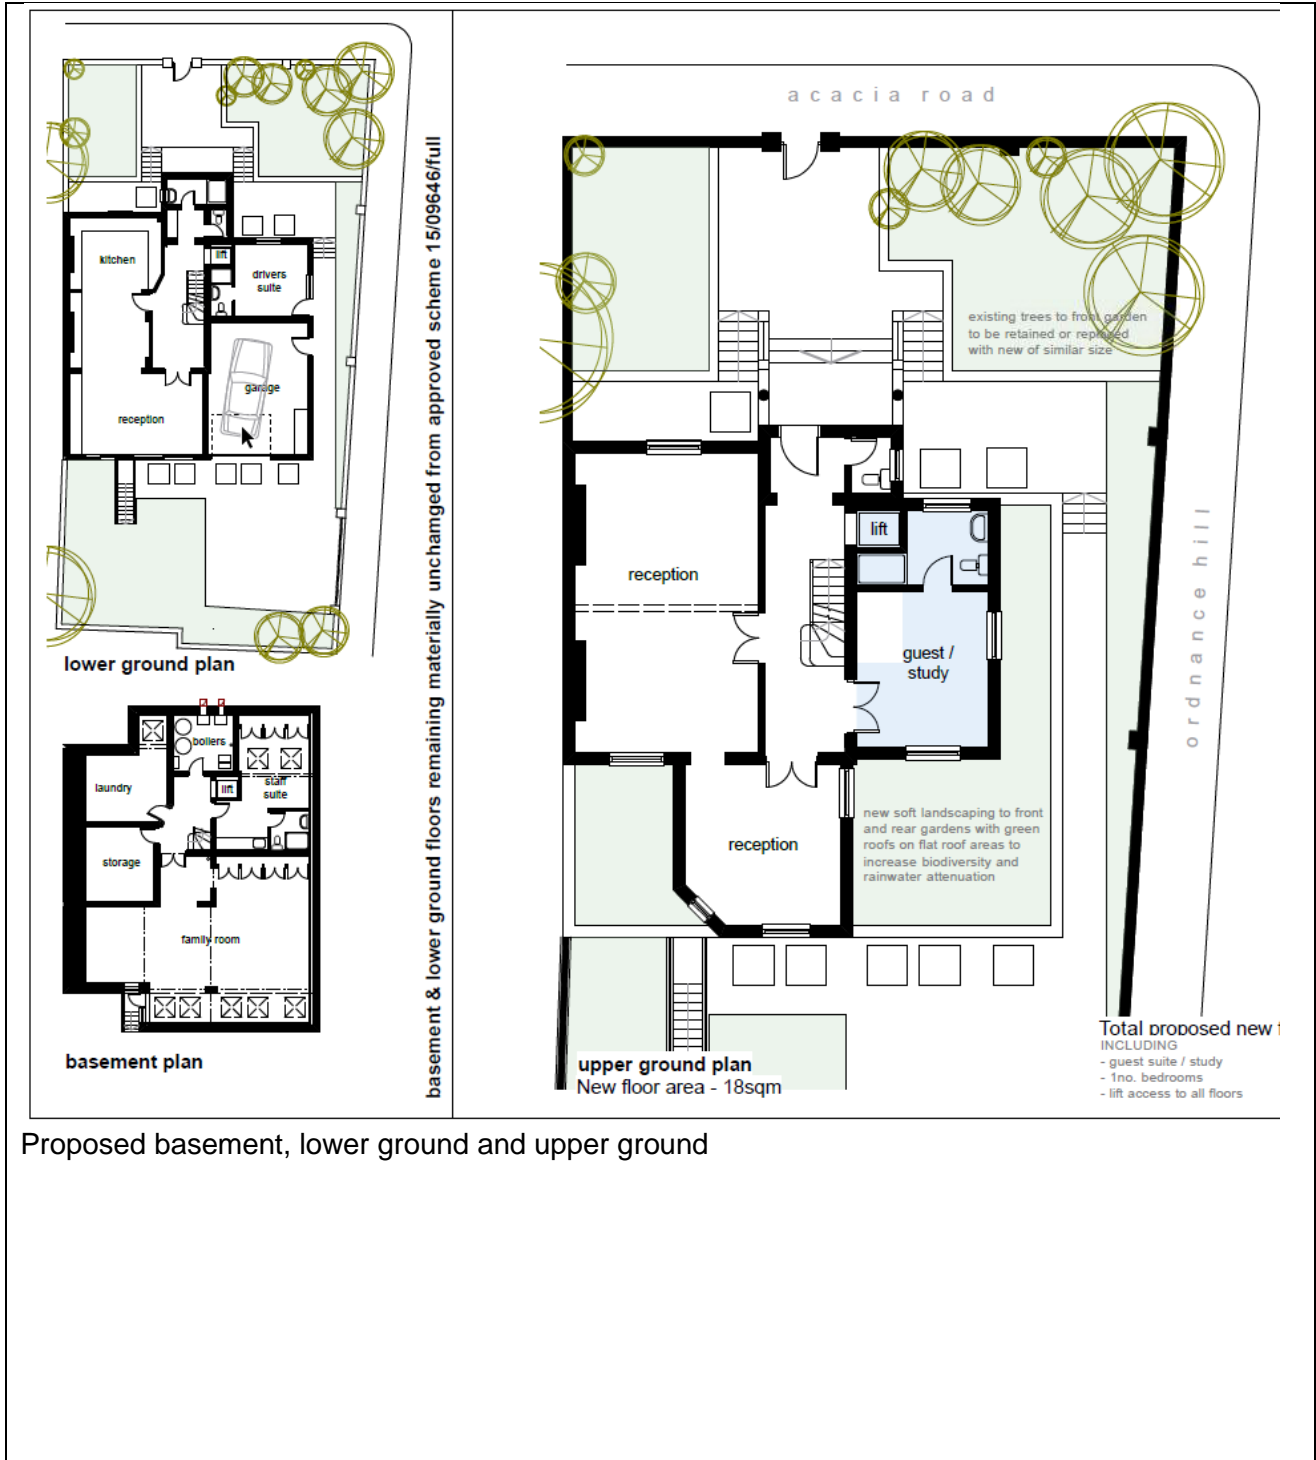 kitchen
lift
drivers
suite
garage
reception
lower ground plan
boilers
laundry
lift
staff
suite
storage
family room
basement plan
basement & lower ground floors remaining materially unchanged from approved scheme 15/09646/full
acacia road
existing trees to front garden
to be retained or replaced
with new of similar size
ordnance hill
lift
reception
guest /
study
reception
new soft landscaping to front
and rear gardens with green
roofs on flat roof areas to
increase biodiversity and
rainwater attenuation
upper ground plan
New floor area - 18sqm
Total proposed new
INCLUDING
- guest suite / study
- 1no. bedrooms
- lift access to all floors
Proposed basement, lower ground and upper ground